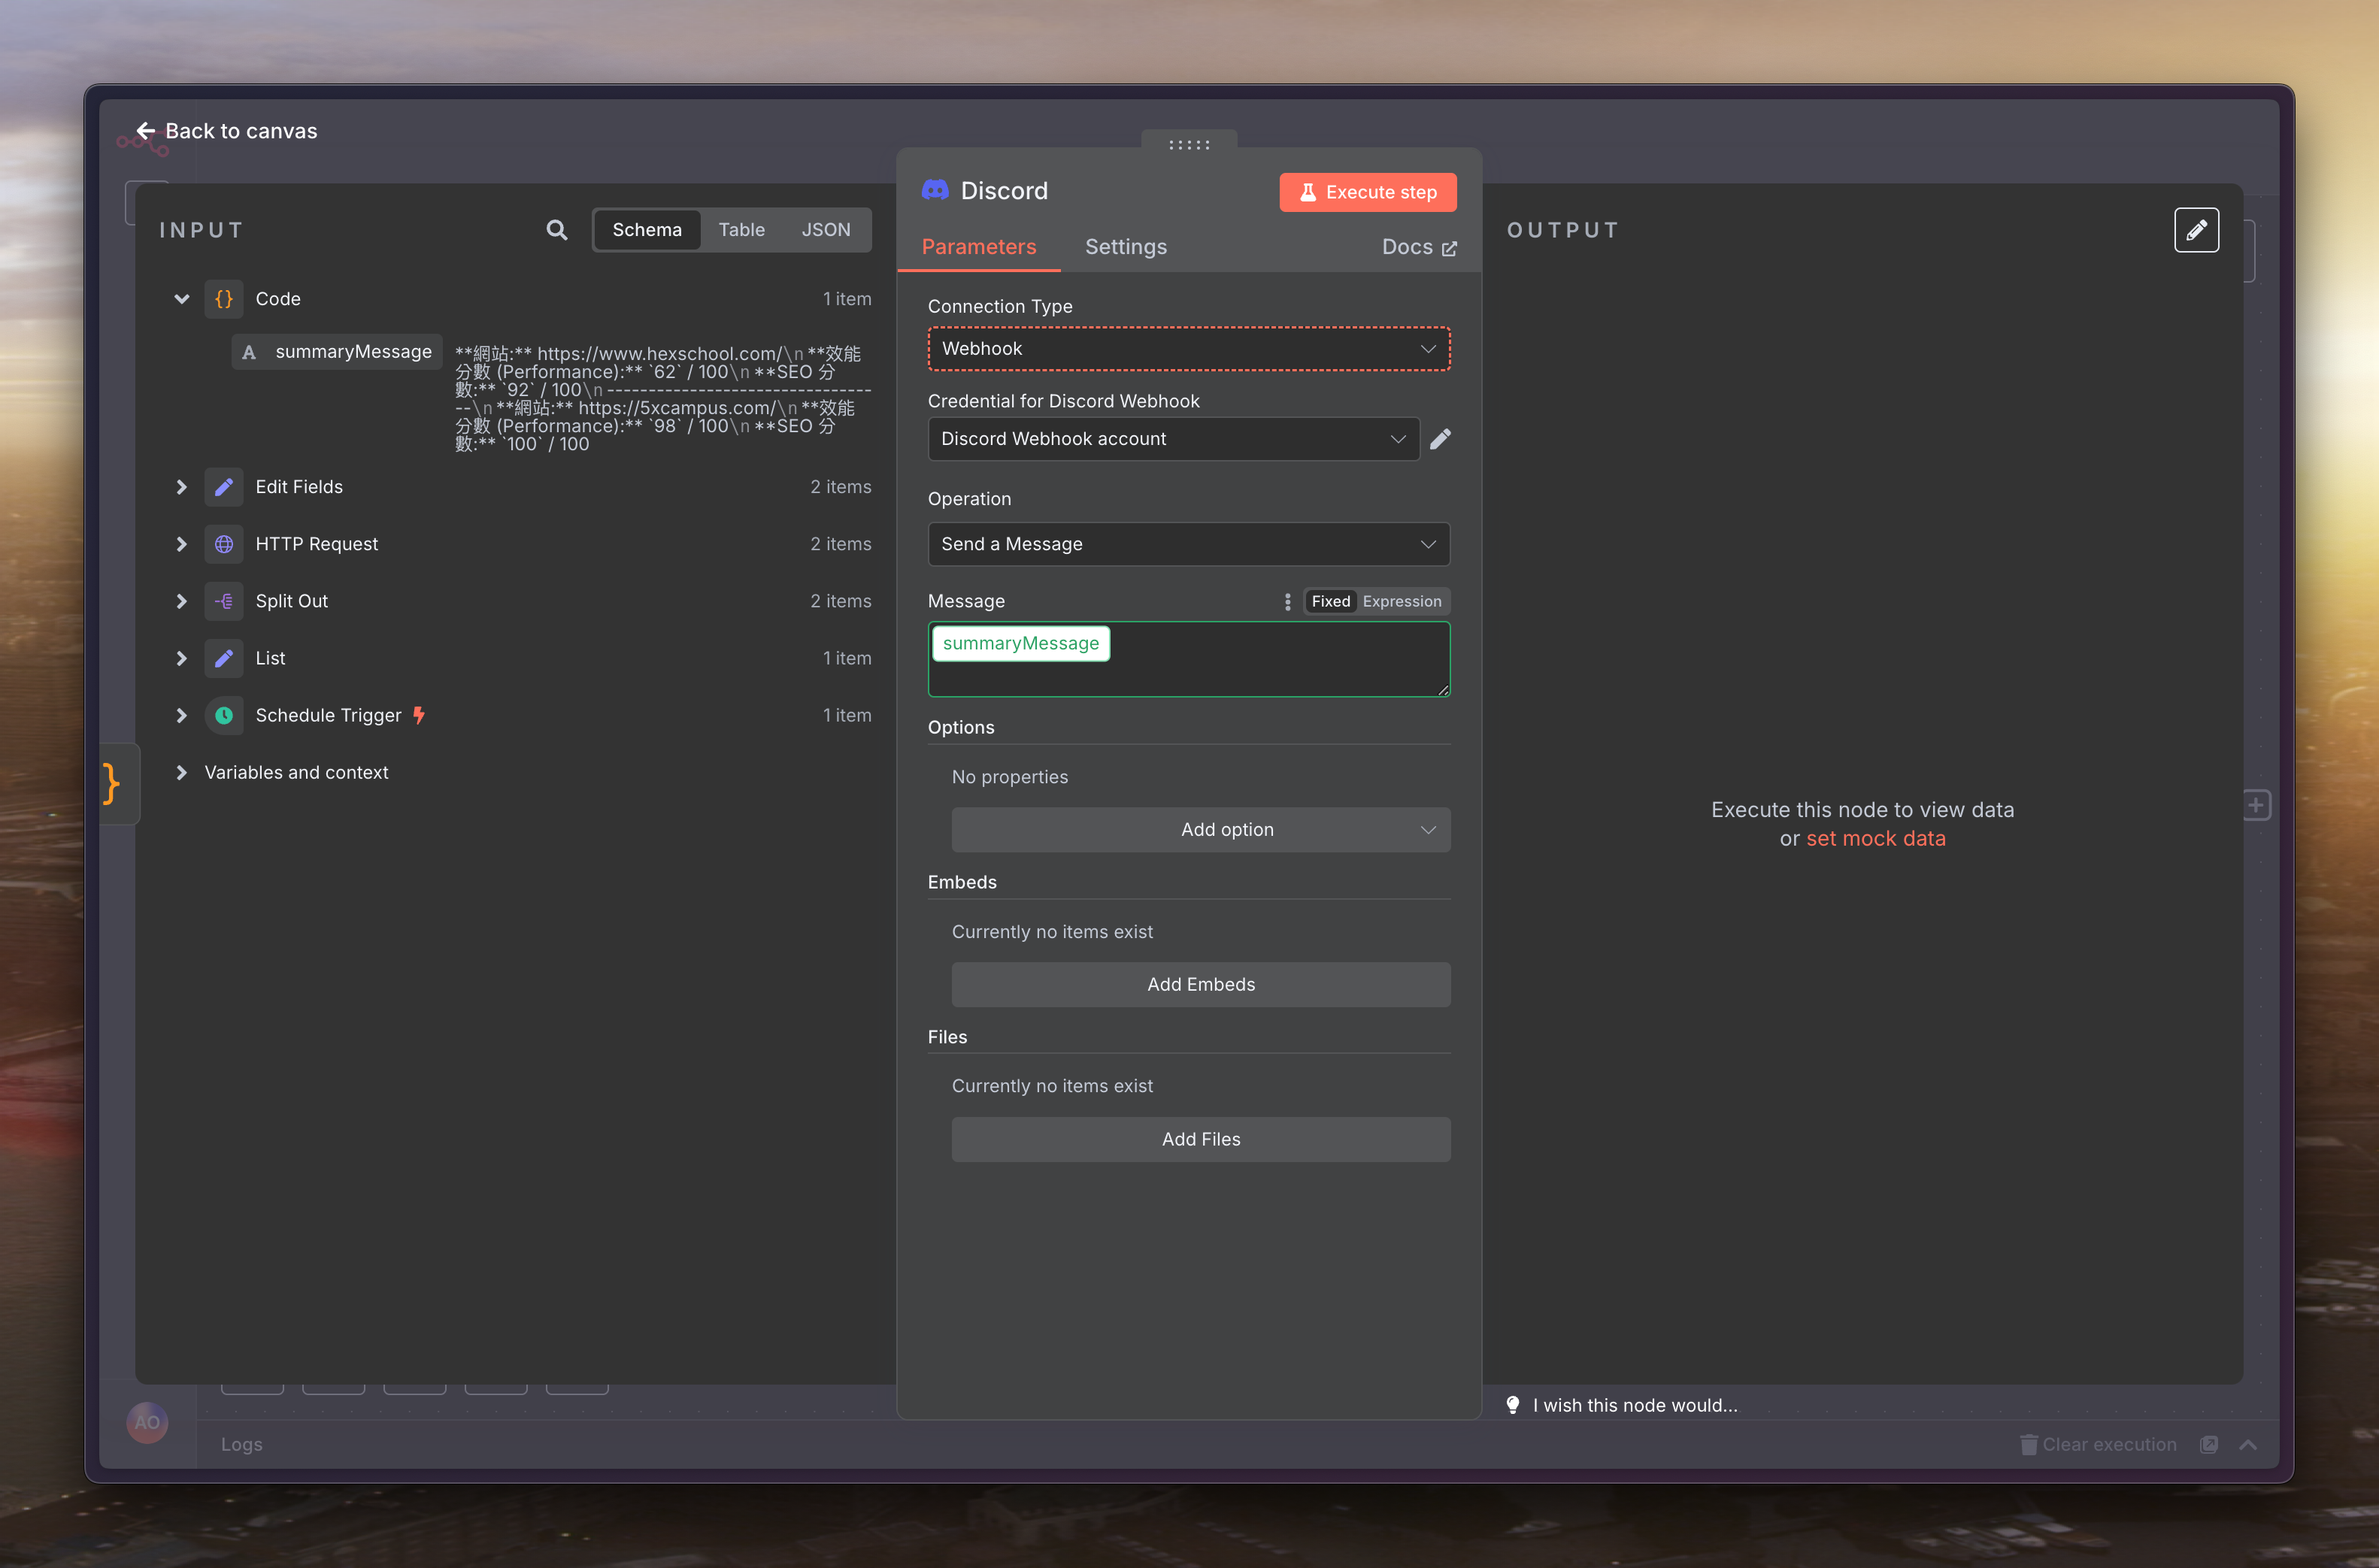 Back to canvas
INPUT
Schema
Table
JSON
Code
1 item
A summaryMessage
**網站:** https://www.hexschool.com/\n **效能
分數 (Performance):** `62` / 100\n **SEO 分
數:** `92` / 100\n ---------------------------------
--\n **網站:** https://5xcampus.com/\n **效能
分數 (Performance):** `98` / 100\n **SEO 分
數:** `100` / 100
Edit Fields
2 items
HTTP Request
2 items
Split Out
2 items
List
1 item
Schedule Trigger
1 item
Variables and context
Discord
Execute step
Parameters
Settings
Docs
Connection Type
Webhook
Credential for Discord Webhook
Discord Webhook account
Operation
Send a Message
Message
Fixed
Expression
summaryMessage
Options
No properties
Add option
Embeds
Currently no items exist
Add Embeds
Files
Currently no items exist
Add Files
OUTPUT
Execute this node to view data
or set mock data
I wish this node would...
AO
Logs
Clear execution